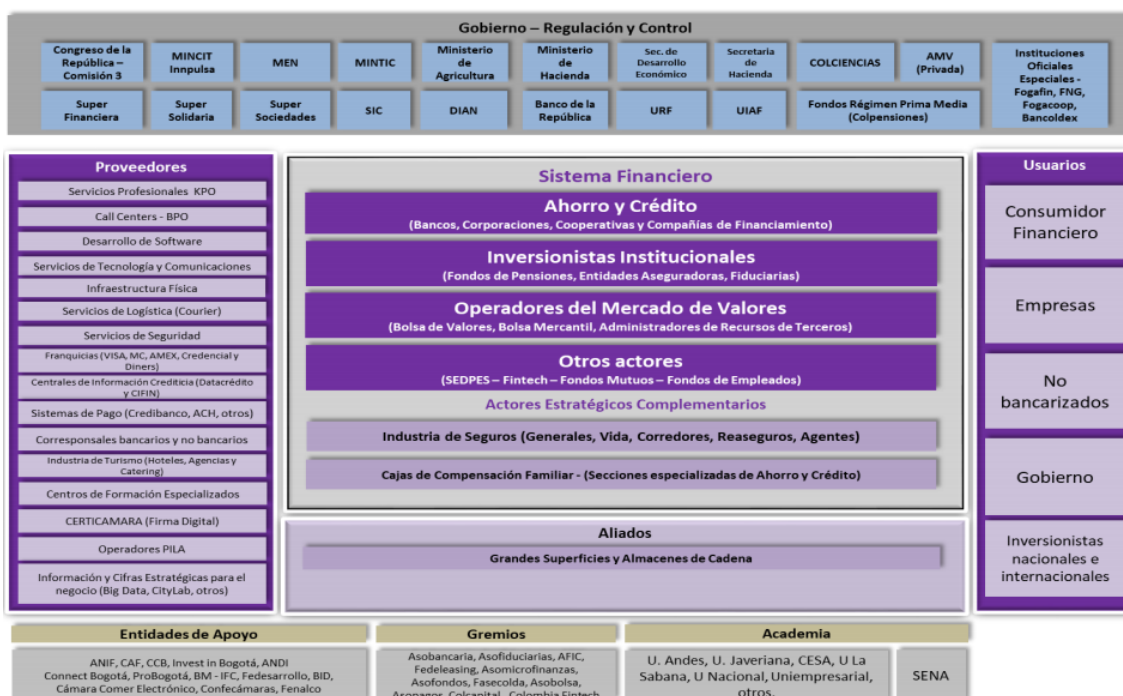 Gobierno – Regulación y Control
Congreso de la
República –
Comisión 3
MINCIT
Innpulsa
MEN
MINTIC
Ministerio
de
Agricultura
Ministerio
de
Hacienda
Sec. de
Desarrollo
Económico
Secretaria
de
Hacienda
COLCIENCIAS
AMV
(Privada)
Instituciones
Oficiales
Especiales -
Fogafin, FNG,
Fogacoop,
Bancoldex
Super
Financiera
Super
Solidaria
Super
Sociedades
SIC
DIAN
Banco de la
República
URF
UIAF
Fondos Régimen Prima Media
(Colpensiones)
Proveedores
Servicios Profesionales KPO
Call Centers - BPO
Desarrollo de Software
Servicios de Tecnología y Comunicaciones
Infraestructura Física
Servicios de Logística (Courier)
Servicios de Seguridad
Franquicias (VISA, MC, AMEX, Credencial y
Diners)
Centrales de Información Crediticia (Datacrédito
y CIFIN)
Sistemas de Pago (Credibanco, ACH, otros)
Corresponsales bancarios y no bancarios
Industria de Turismo (Hoteles, Agencias y
Catering)
Centros de Formación Especializados
CERTICAMARA (Firma Digital)
Operadores PILA
Información y Cifras Estratégicas para el
negocio (Big Data, CityLab, otros)
Sistema Financiero
Ahorro y Crédito
(Bancos, Corporaciones, Cooperativas y Compañías de Financiamiento)
Inversionistas Institucionales
(Fondos de Pensiones, Entidades Aseguradoras, Fiduciarias)
Operadores del Mercado de Valores
(Bolsa de Valores, Bolsa Mercantil, Administradores de Recursos de Terceros)
Otros actores
(SEDPES – Fintech – Fondos Mutuos – Fondos de Empleados)
Actores Estratégicos Complementarios
Industria de Seguros (Generales, Vida, Corredores, Reaseguros, Agentes)
Cajas de Compensación Familiar - (Secciones especializadas de Ahorro y Crédito)
Aliados
Grandes Superficies y Almacenes de Cadena
Usuarios
Consumidor
Financiero
Empresas
No
bancarizados
Gobierno
Inversionistas
nacionales e
internacionales
Entidades de Apoyo
ANIF, CAF, CCB, Invest in Bogotá, ANDI
Connect Bogotá, ProBogotá, BM - IFC, Fedesarrollo, BID,
Cámara Comer Electrónico, Confecámaras, Fenalco
Gremios
Asobancaria, Asofiduciarias, AFIC,
Fedeleasing, Asomicrofinanzas,
Asofondos, Fasecolda, Asobolsa,
Asopagos, Colcapital, Colombia Fintech
Academia
U. Andes, U. Javeriana, CESA, U La
Sabana, U Nacional, Uniempresarial,
otros.
SENA